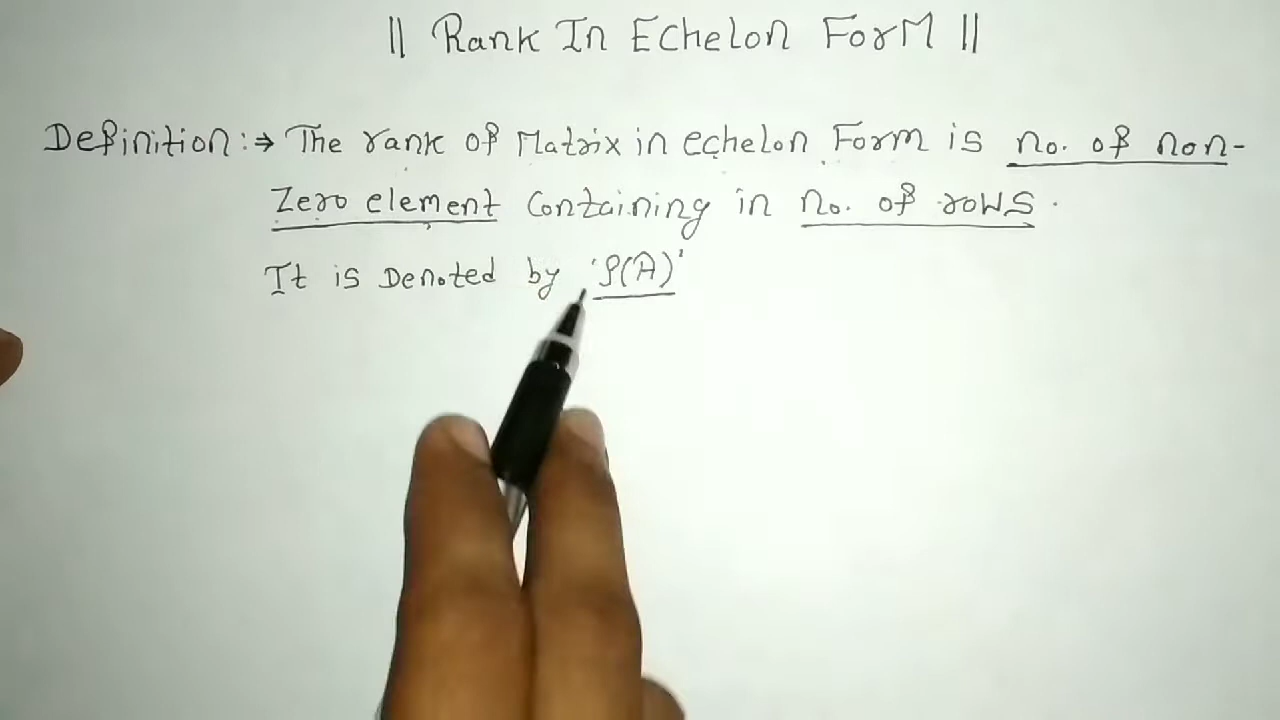 || Rank In Echelon Form ||
Definition:⇒ The rank of Matrix in echelon Form is no. of non-
Zero element containing in no. of rows.
It is Denoted by 'ρ(A)'